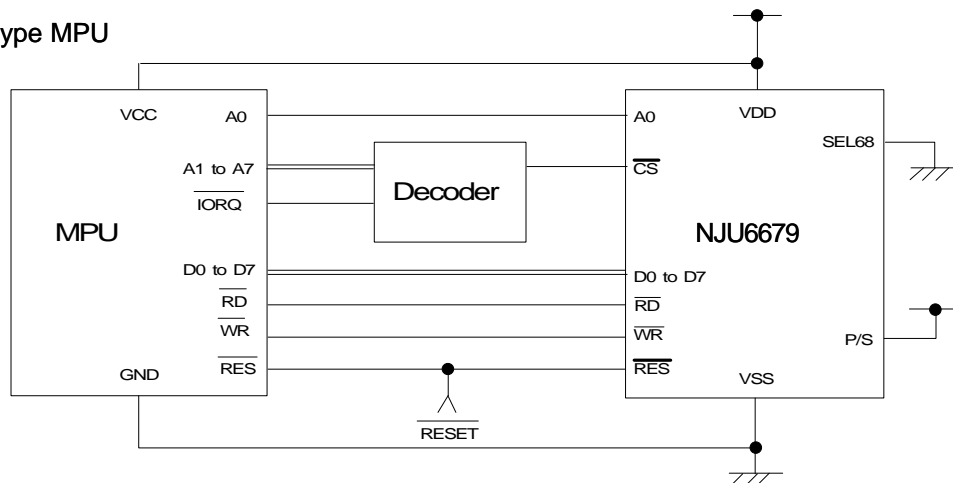 ype MPU
VCC
A0
A1 to A7
IORQ
MPU
D0 to D7
RD
WR
RES
GND
Decoder
RESET
A0
VDD
SEL68
CS
NJU6679
D0 to D7
RD
WR
P/S
RES
VSS